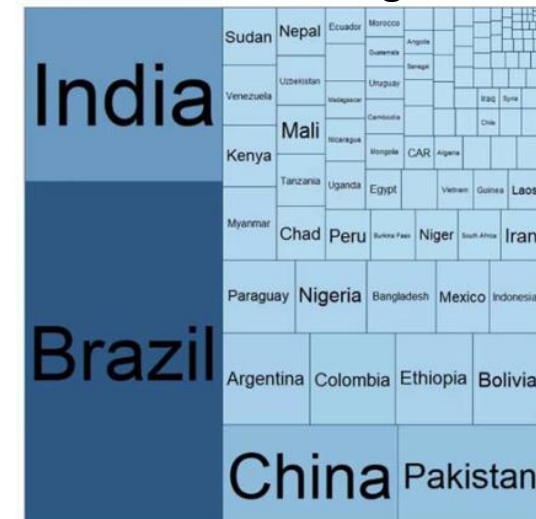 India
Brazil
Sudan
Nepal
Ecuador
Morocco
Guatemala
Angola
Senegal
Venezuela
Uzbekistan
Madagascar
Uruguay
Iraq
Syria
Kenya
Mali
Nicaragua
Cambodia
Chile
Mongolia
CAR
Algeria
Myanmar
Tanzania
Uganda
Egypt
Vietnam
Guinea
Laos
Chad
Peru
Burkina Faso
Niger
South Africa
Iran
Paraguay
Nigeria
Bangladesh
Mexico
Indonesia
Argentina
Colombia
Ethiopia
Bolivia
China
Pakistan